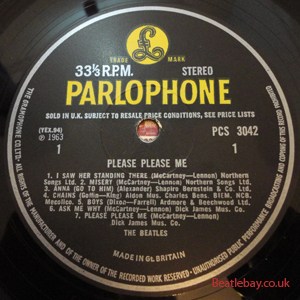 TRADE MARK
33⅓ R.P.M. STEREO
PARLOPHONE
SOLD IN U.K. SUBJECT TO RESALE PRICE CONDITIONS, SEE PRICE LISTS
(YEX.94)
℗ 1963
PCS 3042
1 1
PLEASE PLEASE ME
1. I SAW HER STANDING THERE (McCartney—Lennon) Northern
Songs Ltd. 2. MISERY (McCartney—Lennon) Northern Songs Ltd.
3. ANNA (GO TO HIM) (Alexander) Shapiro Bernstein & Co. Ltd.
4. CHAINS (Goffin-King) Aldon Mus. Charles Bens. BIEM. NCB.
Mecolico. 5. BOYS (Dixon—Farrell) Ardmore & Beechwood Ltd.
6. ASK ME WHY (McCartney—Lennon) Dick James Mus. Co.
7. PLEASE PLEASE ME (McCartney—Lennon)
Dick James Mus. Co.
THE BEATLES
MADE IN GT BRITAIN
THE GRAMOPHONE CO. LTD. ALL RIGHTS OF THE MANUFACTURER AND OF THE OWNER OF THE RECORDED WORK RESERVED—UNAUTHORISED PUBLIC PERFORMANCE, BROADCASTING AND COPYING OF THIS RECORD PROHIBITED
Beatlebay.co.uk